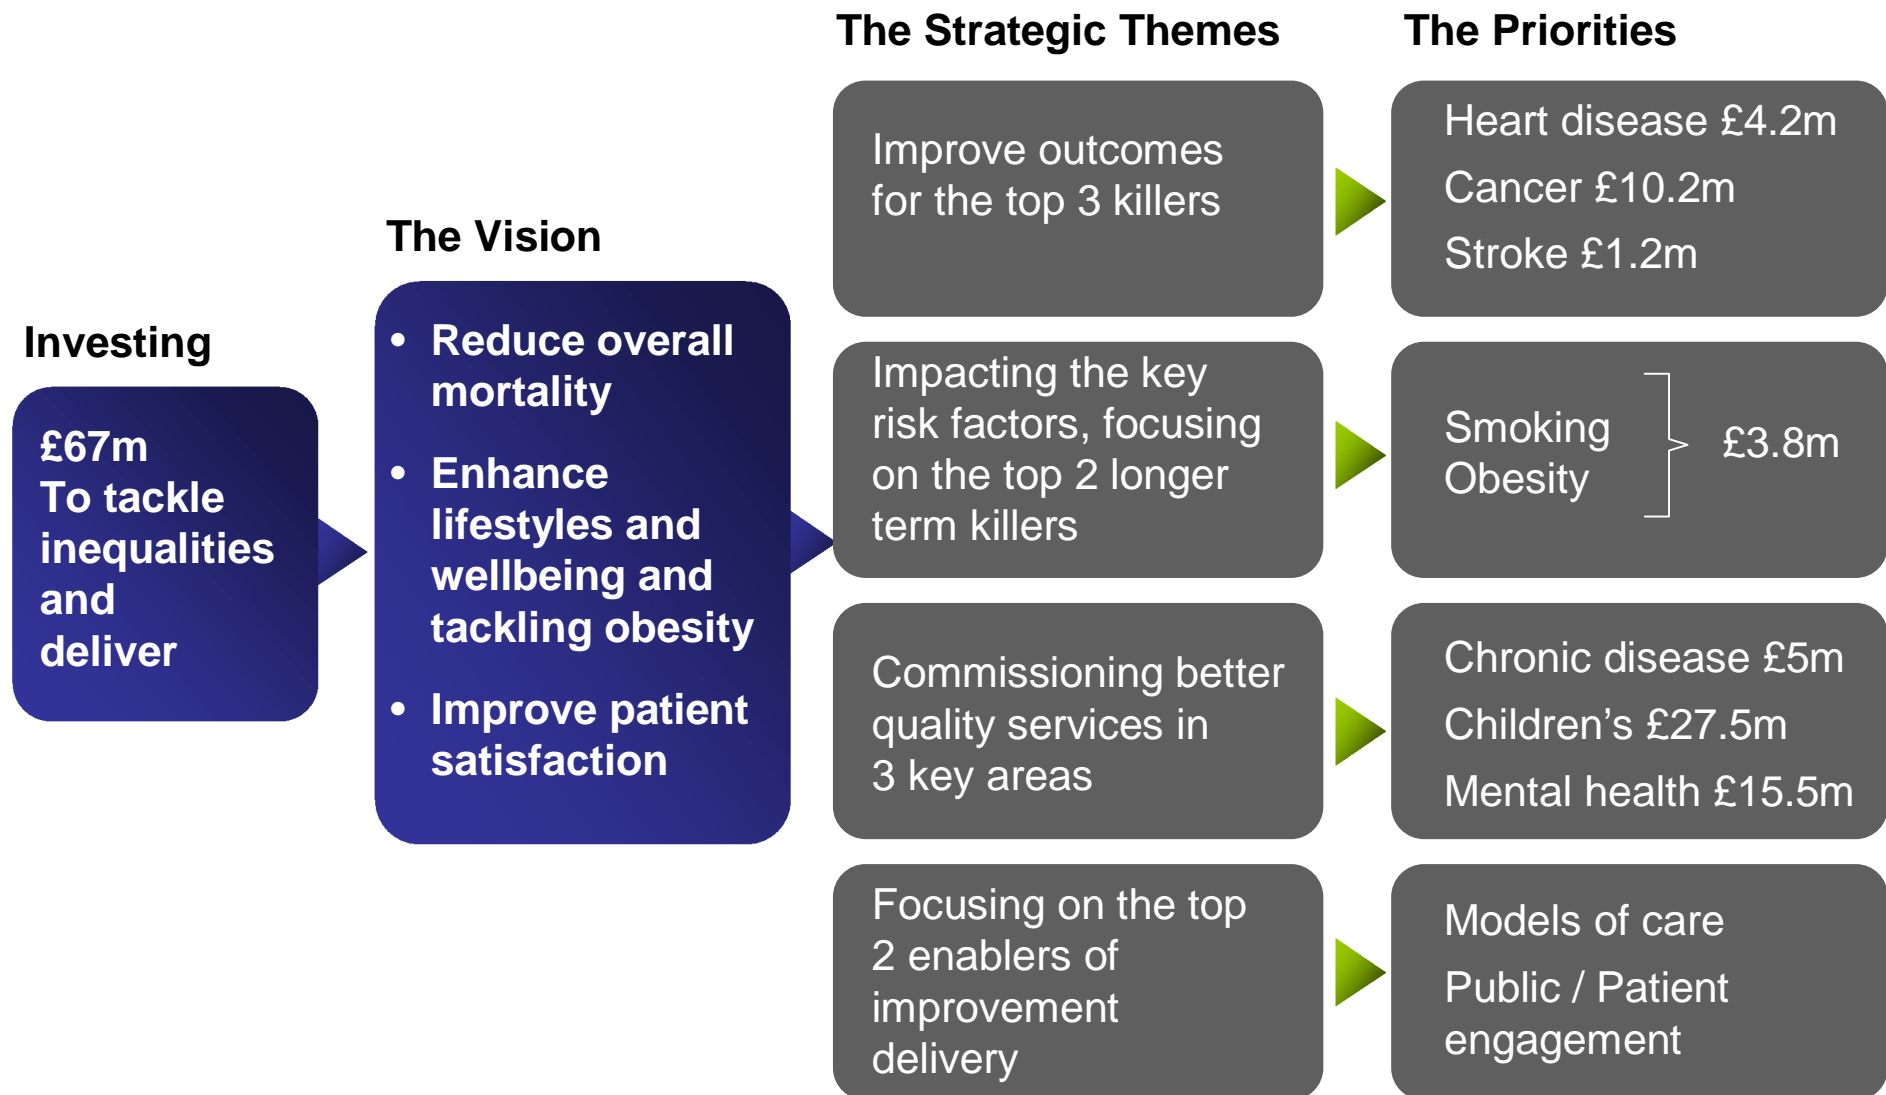 Investing
£67m
To tackle
inequalities
and
deliver
The Vision
• Reduce overall
mortality
• Enhance
lifestyles and
wellbeing and
tackling obesity
• Improve patient
satisfaction
The Strategic Themes
The Priorities
Improve outcomes
for the top 3 killers
Heart disease £4.2m
Cancer £10.2m
Stroke £1.2m
Impacting the key
risk factors, focusing
on the top 2 longer
term killers
Smoking
Obesity
£3.8m
Commissioning better
quality services in
3 key areas
Chronic disease £5m
Children’s £27.5m
Mental health £15.5m
Focusing on the top
2 enablers of
improvement
delivery
Models of care
Public / Patient
engagement